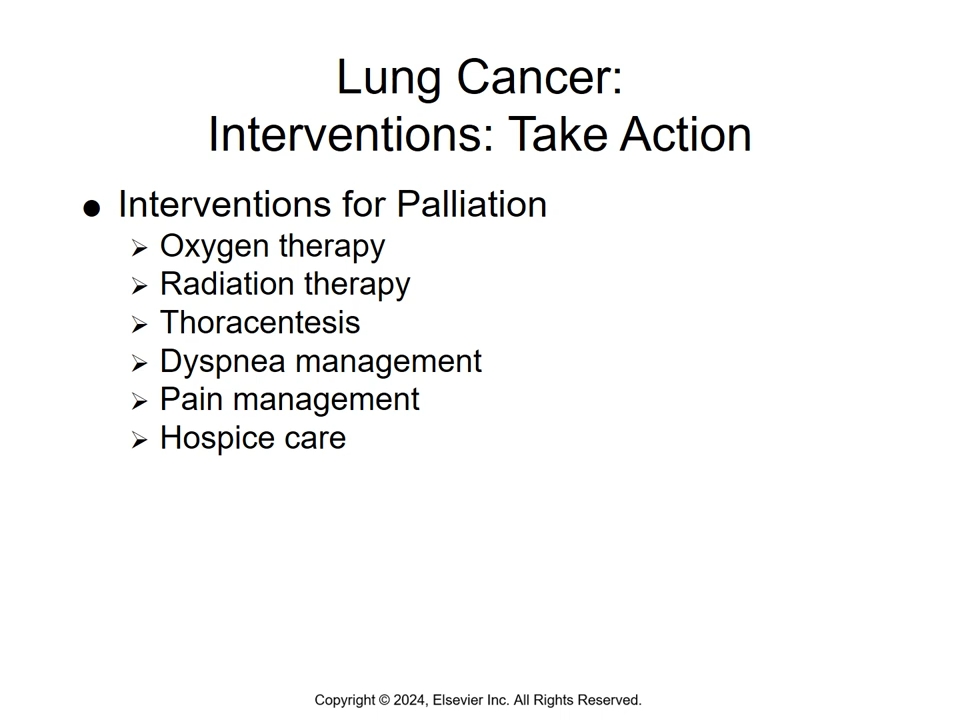 Lung Cancer:
Interventions: Take Action
● Interventions for Palliation
➢ Oxygen therapy
➢ Radiation therapy
➢ Thoracentesis
➢ Dyspnea management
➢ Pain management
➢ Hospice care
Copyright © 2024, Elsevier Inc. All Rights Reserved.